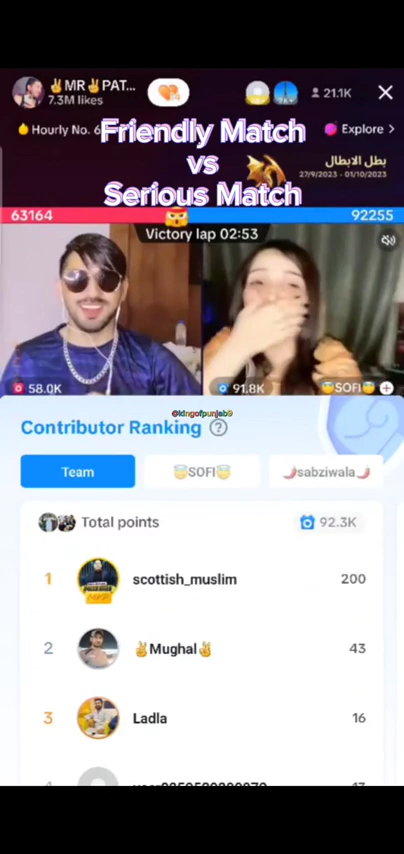 ✌️MR✌️PAT...
7.3M likes
21.1K
Hourly No. 6
Explore >
Friendly Match
vs
Serious Match
بطل الابطال
27/9/2023 - 01/10/2023
63164
92255
Victory lap 02:53
58.0K
91.8K
😇SOFI😇
@kingofpunjab9
Contributor Ranking
Team
😇SOFI😇
🌶️sabziwala🌶️
Total points
92.3K
1 scottish_muslim 200
2 ✌️Mughal✌️ 43
3 Ladla 16